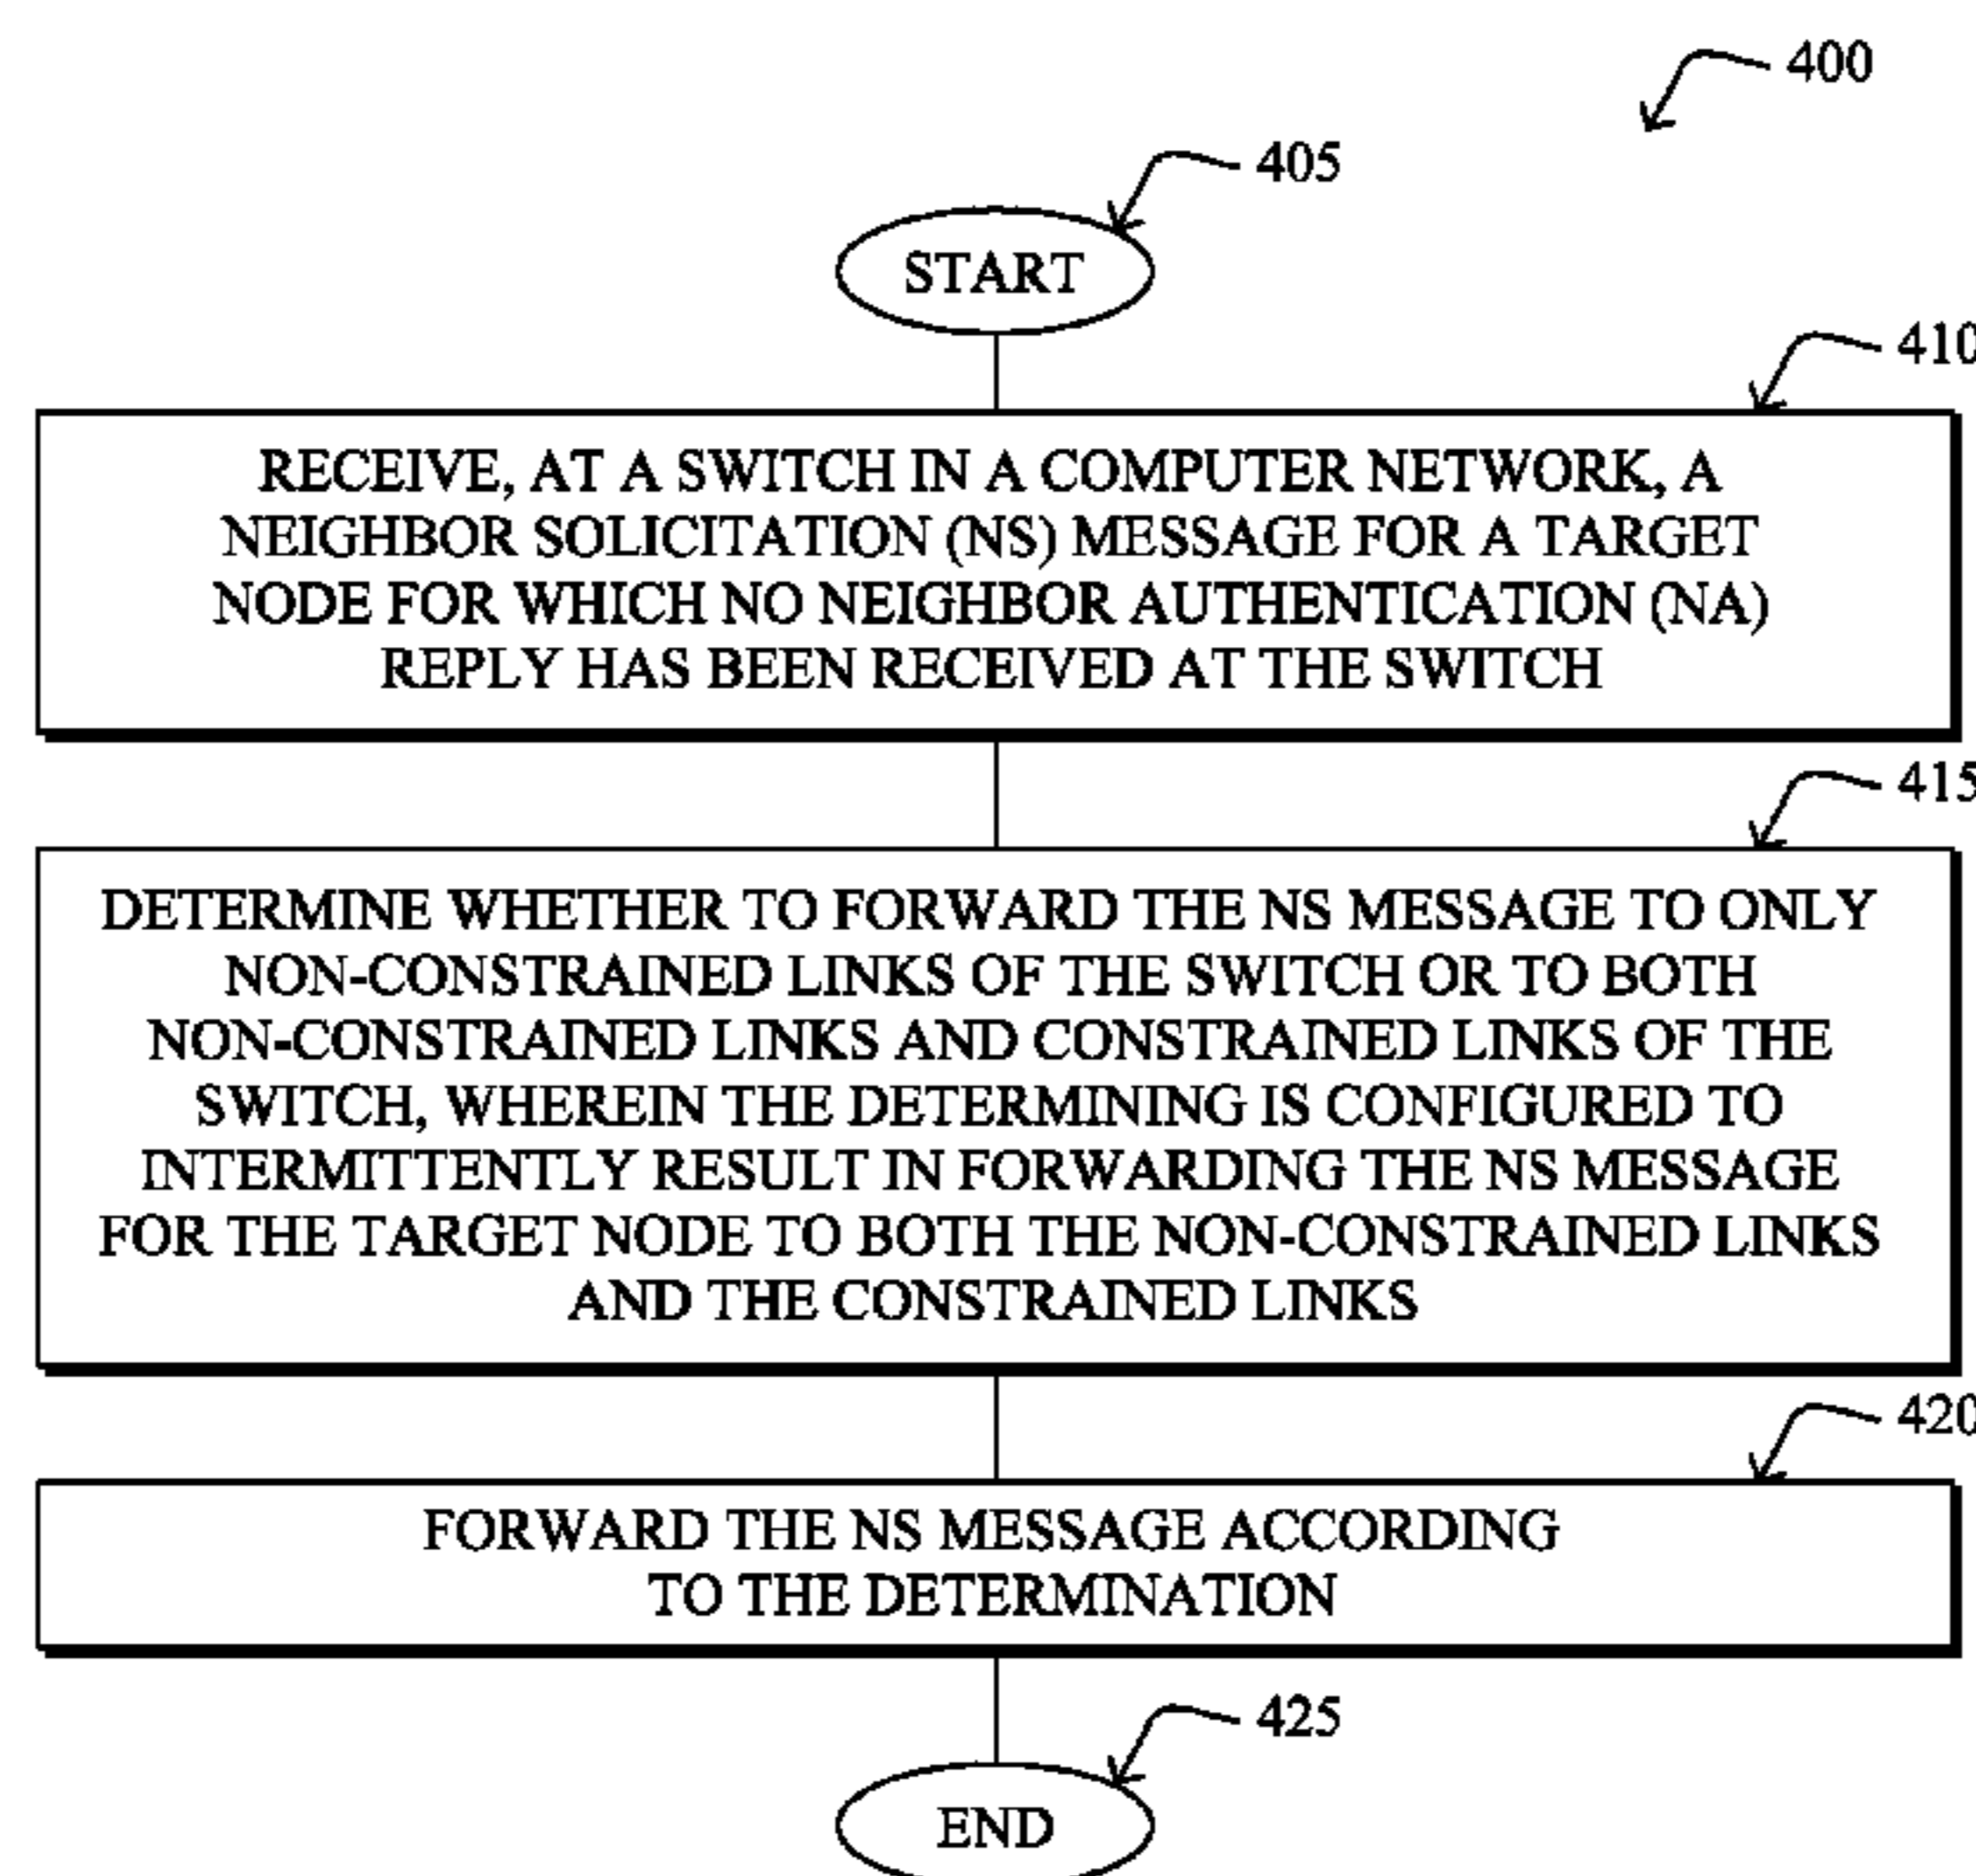 400
405
START
410
RECEIVE, AT A SWITCH IN A COMPUTER NETWORK, A
NEIGHBOR SOLICITATION (NS) MESSAGE FOR A TARGET
NODE FOR WHICH NO NEIGHBOR AUTHENTICATION (NA)
REPLY HAS BEEN RECEIVED AT THE SWITCH
415
DETERMINE WHETHER TO FORWARD THE NS MESSAGE TO ONLY
NON-CONSTRAINED LINKS OF THE SWITCH OR TO BOTH
NON-CONSTRAINED LINKS AND CONSTRAINED LINKS OF THE
SWITCH, WHEREIN THE DETERMINING IS CONFIGURED TO
INTERMITTENTLY RESULT IN FORWARDING THE NS MESSAGE
FOR THE TARGET NODE TO BOTH THE NON-CONSTRAINED LINKS
AND THE CONSTRAINED LINKS
420
FORWARD THE NS MESSAGE ACCORDING
TO THE DETERMINATION
425
END